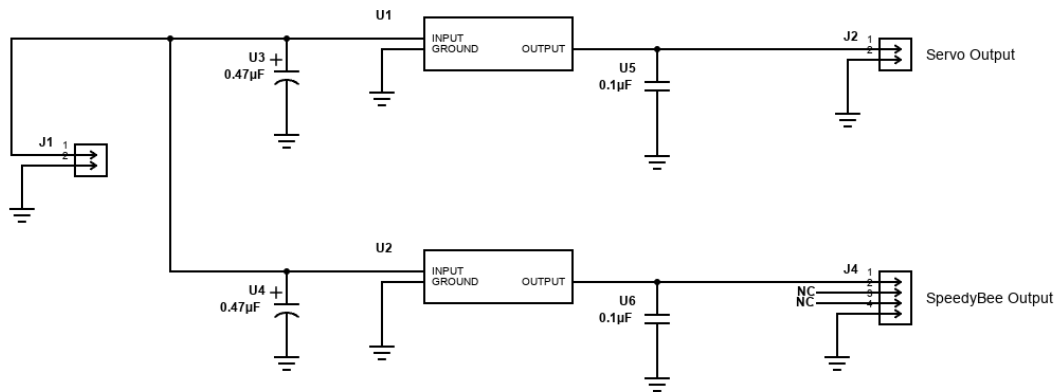 U1
INPUT
GROUND
OUTPUT
U3
+
0.47µF
U5
0.1µF
J2
1
2
Servo Output
J1
1
2
U2
INPUT
GROUND
OUTPUT
U4
+
0.47µF
U6
0.1µF
J4
1
2
3
4
NC
NC
SpeedyBee Output